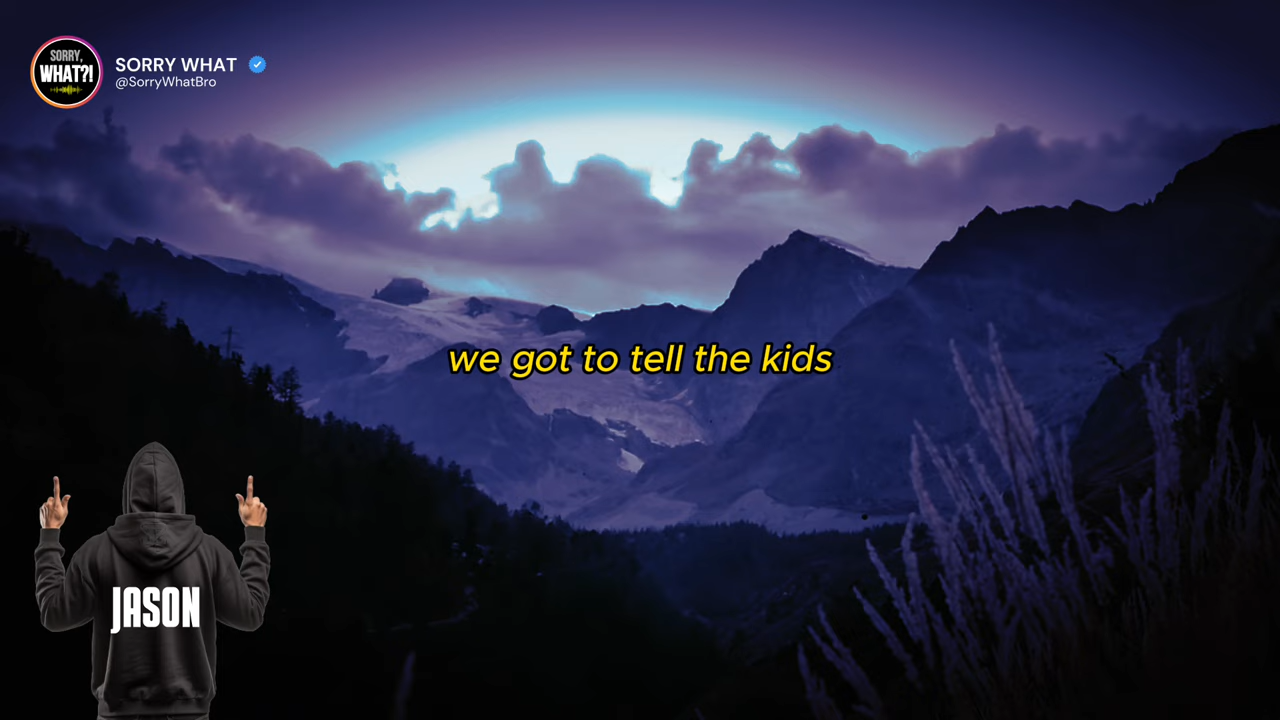 SORRY,
WHAT?!
SORRY WHAT
@SorryWhatBro
we got to tell the kids
JASON